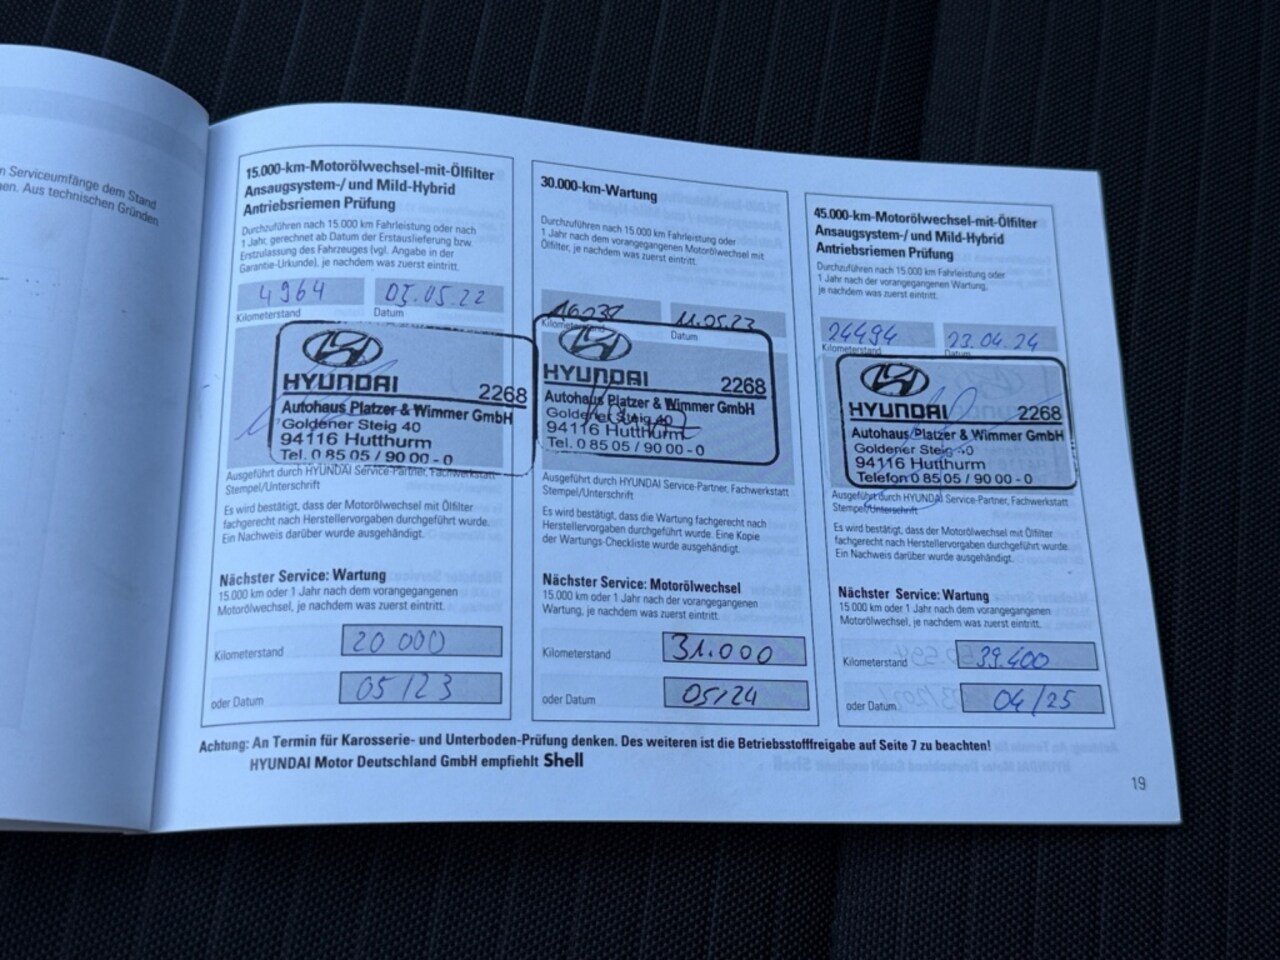 n Serviceumfänge dem Stand
en. Aus technischen Gründen
15.000-km-Motorölwechsel-mit-Ölfilter
Ansaugsystem-/ und Mild-Hybrid
Antriebsriemen Prüfung
Durchzuführen nach 15.000 km Fahrleistung oder nach
1 Jahr, gerechnet ab Datum der Erstauslieferung bzw
Erstzulassung des Fahrzeuges (vgl. Angabe in der
Garantie-Urkunde), je nachdem was zuerst eintritt.
4964 05.05.22
Kilometerstand Datum
HYUNDAI 2268
Autohaus Platzer & Wimmer GmbH
Goldener Steig 40
94116 Hutthurm
Tel. 0 85 05 / 90 00 - 0
Ausgeführt durch HYUNDAI Service-Partner, Fachwerkstatt
Stempel/Unterschrift
Es wird bestätigt, dass der Motorölwechsel mit Ölfilter
fachgerecht nach Herstellervorgaben durchgeführt wurde.
Ein Nachweis darüber wurde ausgehändigt.
Nächster Service: Wartung
15.000 km oder 1 Jahr nach dem vorangegangenen
Motorölwechsel, je nachdem was zuerst eintritt.
Kilometerstand 20 000
oder Datum 05/23
30.000-km-Wartung
Durchzuführen nach 15.000 km Fahrleistung oder
1 Jahr nach dem vorangegangenen Motorölwechsel mit
Ölfilter, je nachdem was zuerst eintritt.
11.05.23
Datum
HYUNDAI 2268
Autohaus Platzer & Wimmer GmbH
Goldener Steig 40
94116 Hutthurm
Tel. 0 85 05 / 90 00 - 0
Ausgeführt durch HYUNDAI Service-Partner, Fachwerkstatt
Stempel/Unterschrift
Es wird bestätigt, dass die Wartung fachgerecht nach
Herstellervorgaben durchgeführt wurde. Eine Kopie
der Wartungs-Checkliste wurde ausgehändigt.
Nächster Service: Motorölwechsel
15.000 km oder 1 Jahr nach der vorangegangenen
Wartung, je nachdem was zuerst eintritt.
Kilometerstand 31.000
oder Datum 05/24
45.000-km-Motorölwechsel-mit-Ölfilter
Ansaugsystem-/ und Mild-Hybrid
Antriebsriemen Prüfung
Durchzuführen nach 15.000 km Fahrleistung oder
1 Jahr nach der vorangegangenen Wartung,
je nachdem was zuerst eintritt.
24494 23.04.24
Kilometerstand Datum
HYUNDAI 2268
Autohaus Platzer & Wimmer GmbH
Goldener Steig 40
94116 Hutthurm
Telefon 0 85 05 / 90 00 - 0
Ausgeführt durch HYUNDAI Service-Partner, Fachwerkstatt
Stempel/Unterschrift
Es wird bestätigt, dass der Motorölwechsel mit Ölfilter
fachgerecht nach Herstellervorgaben durchgeführt wurde.
Ein Nachweis darüber wurde ausgehändigt.
Nächster Service: Wartung
15.000 km oder 1 Jahr nach dem vorangegangenen
Motorölwechsel, je nachdem was zuerst eintritt.
Kilometerstand 39.400
oder Datum 04/25
Achtung: An Termin für Karosserie- und Unterboden-Prüfung denken. Des weiteren ist die Betriebsstofffreigabe auf Seite 7 zu beachten!
HYUNDAI Motor Deutschland GmbH empfiehlt Shell
19